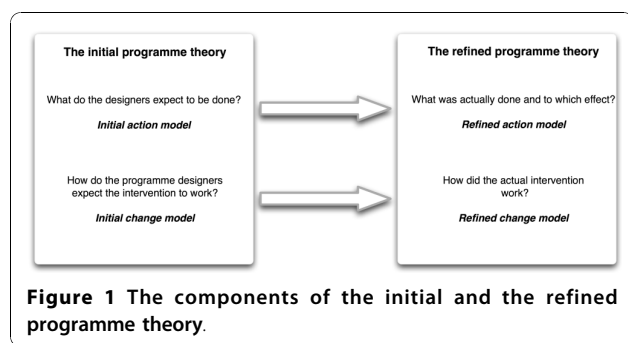 The initial programme theory
What do the designers expect to be done?
Initial action model
How do the programme designers
expect the intervention to work?
Initial change model
The refined programme theory
What was actually done and to which effect?
Refined action model
How did the actual intervention
work?
Refined change model
Figure 1 The components of the initial and the refined
programme theory.